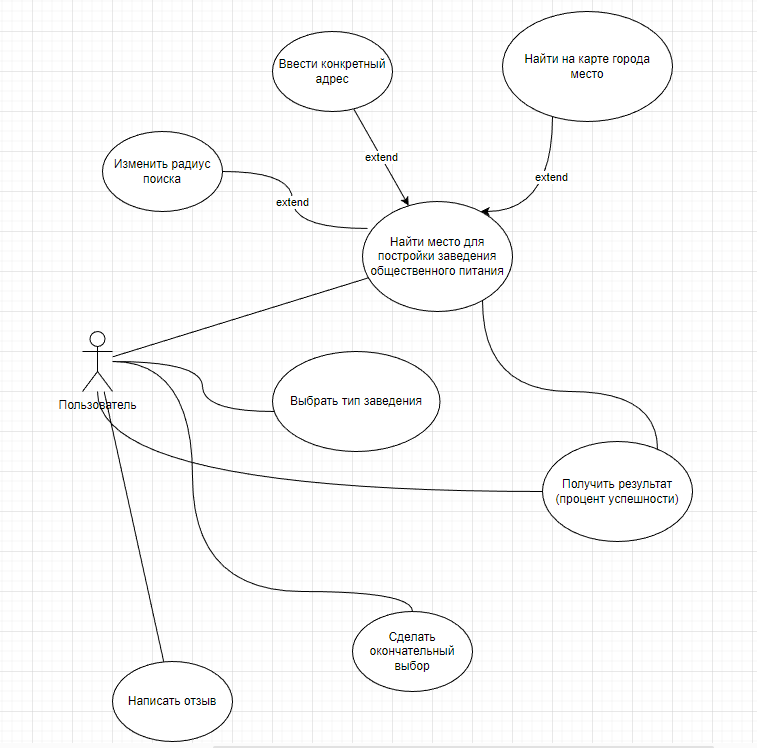 Ввести конкретный
адрес
Найти на карте города
место
extend
Изменить радиус
поиска
extend
extend
Найти место для
постройки заведения
общественного питания
Пользователь
Выбрать тип заведения
Получить результат
(процент успешности)
Сделать
окончательный
выбор
Написать отзыв